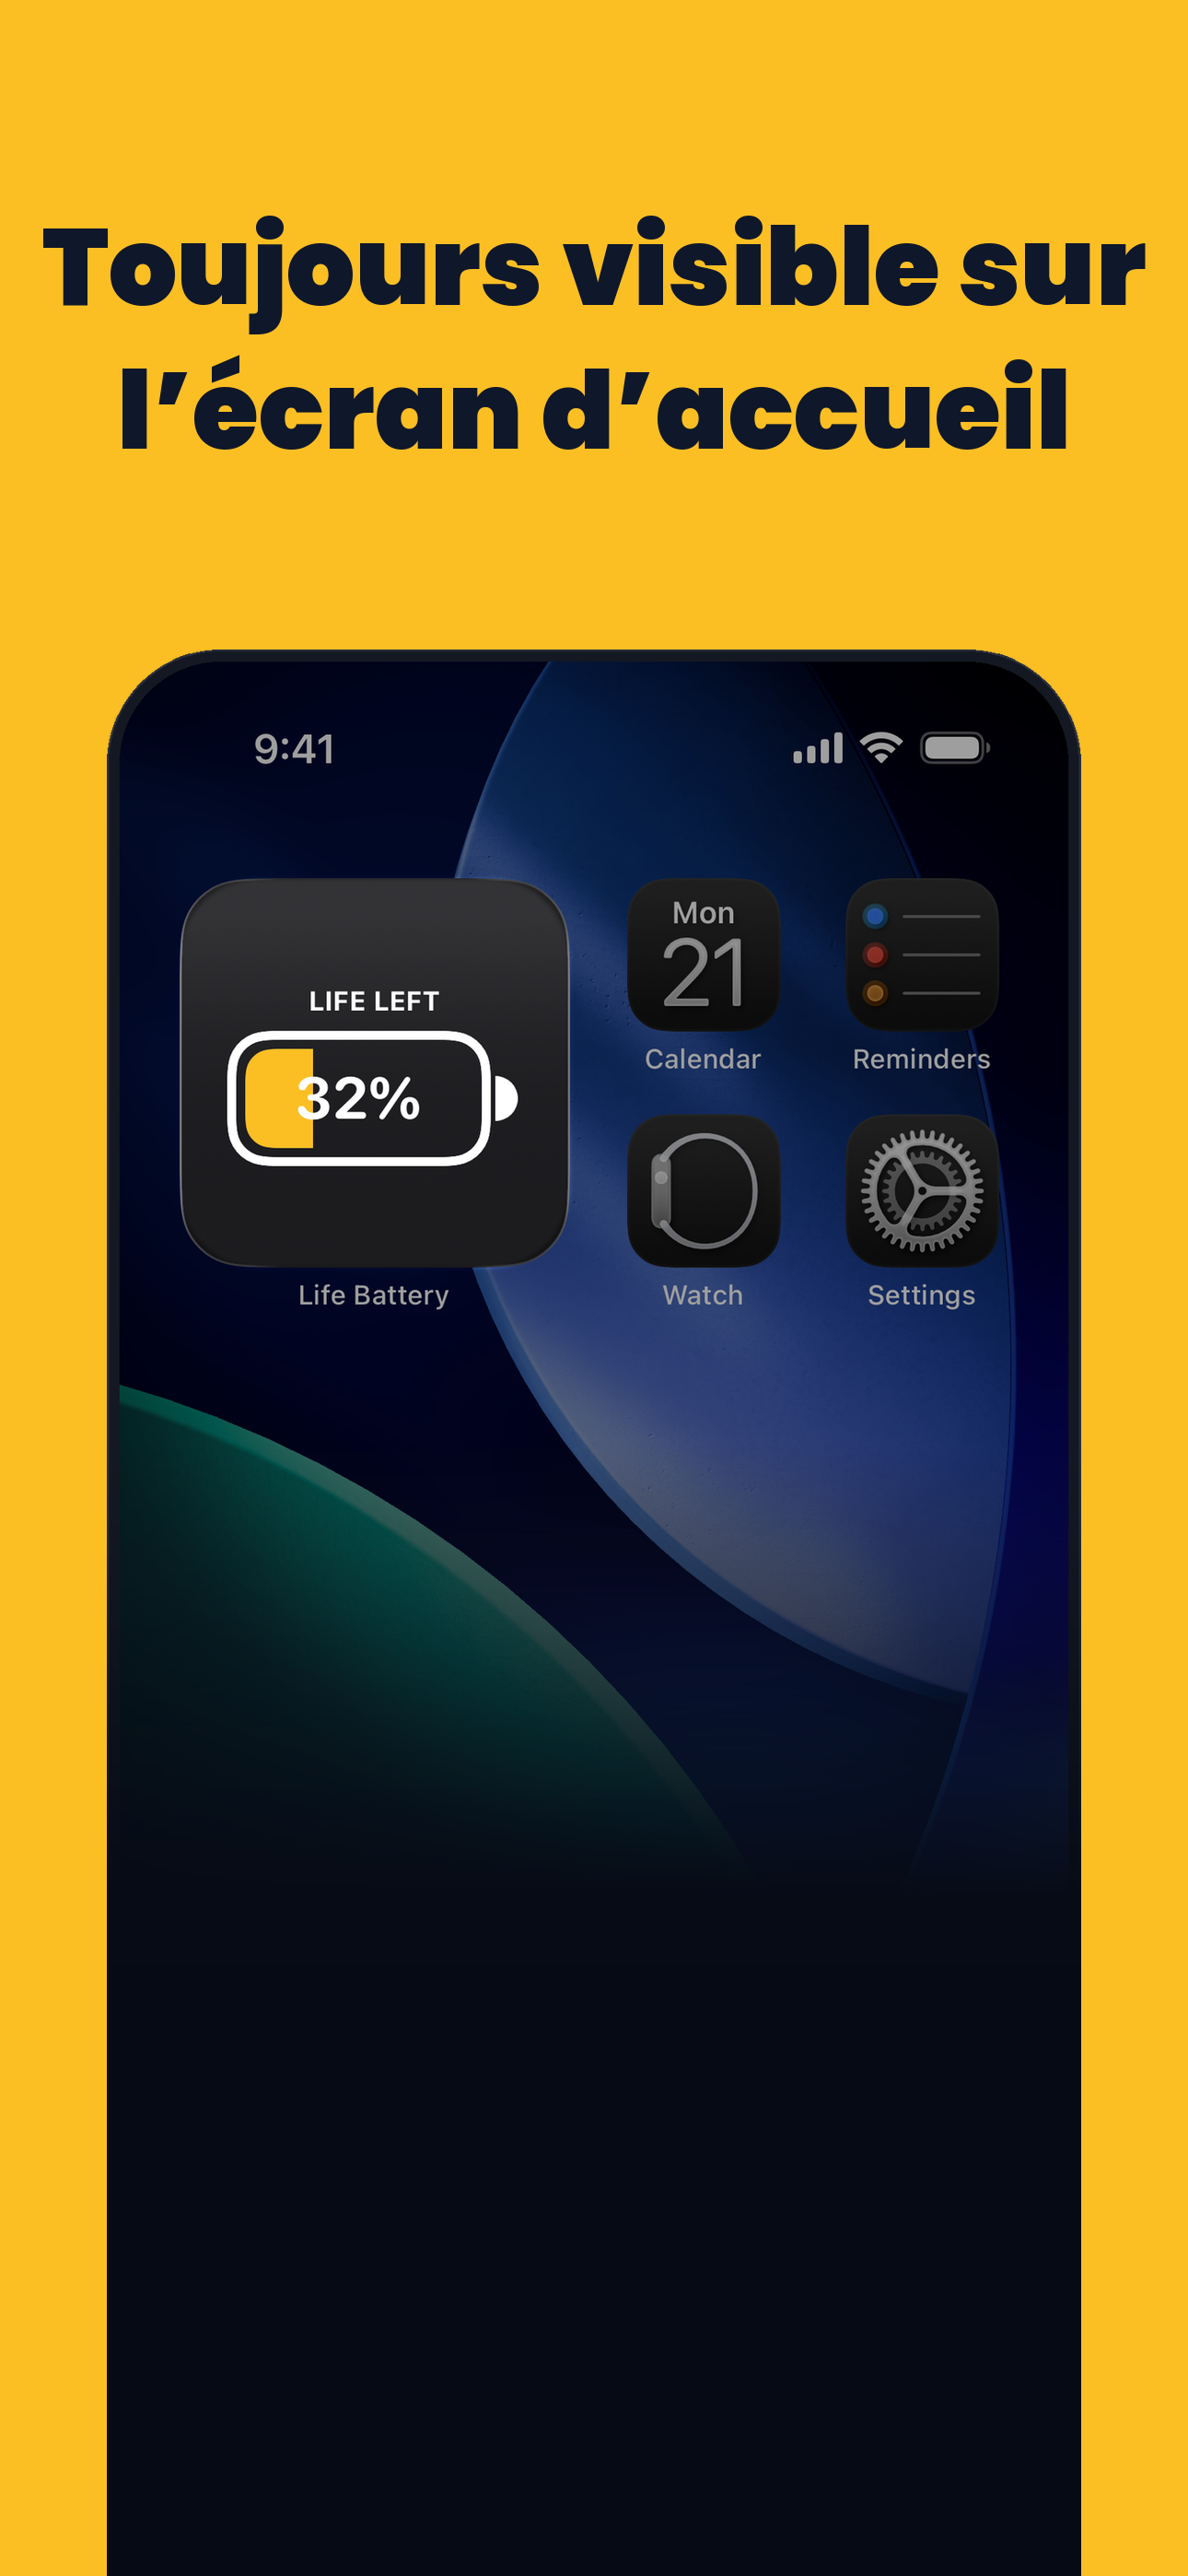 Toujours visible sur
l’écran d’accueil
9:41
LIFE LEFT
32%
Life Battery
Mon
21
Calendar
Reminders
Watch
Settings